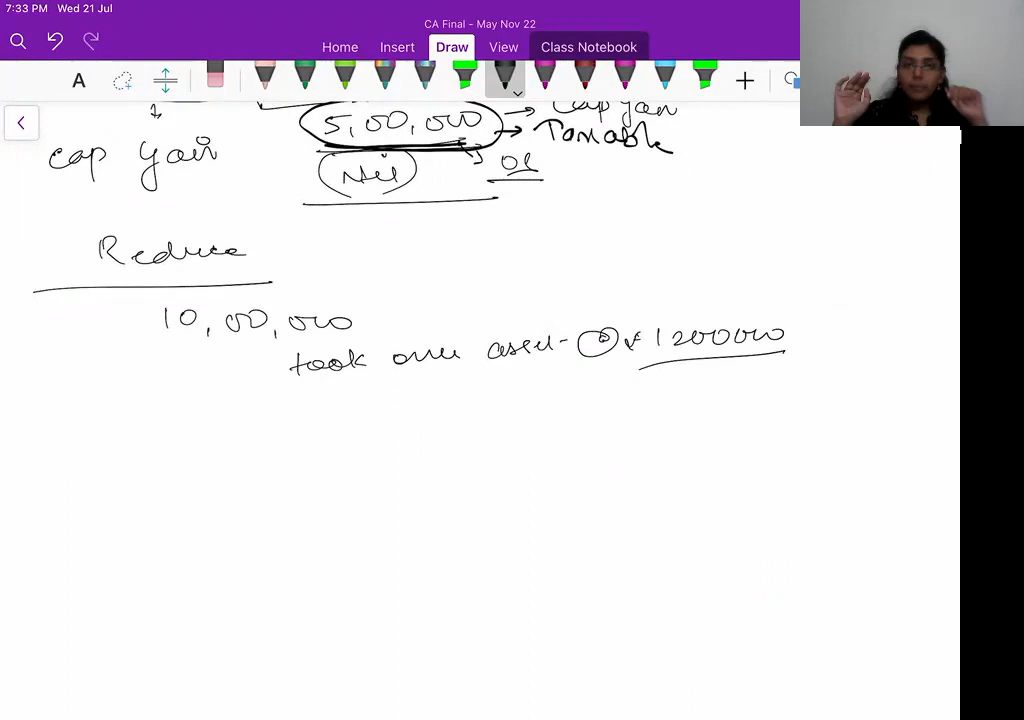 7:33 PM Wed 21 Jul
CA Final - May Nov 22
Home Insert Draw View Class Notebook
A
5,00,000 → Cap gain
→ Taxable
Cap gain
Nil
OR
Reduce
10,00,000
took over asset - 1200000